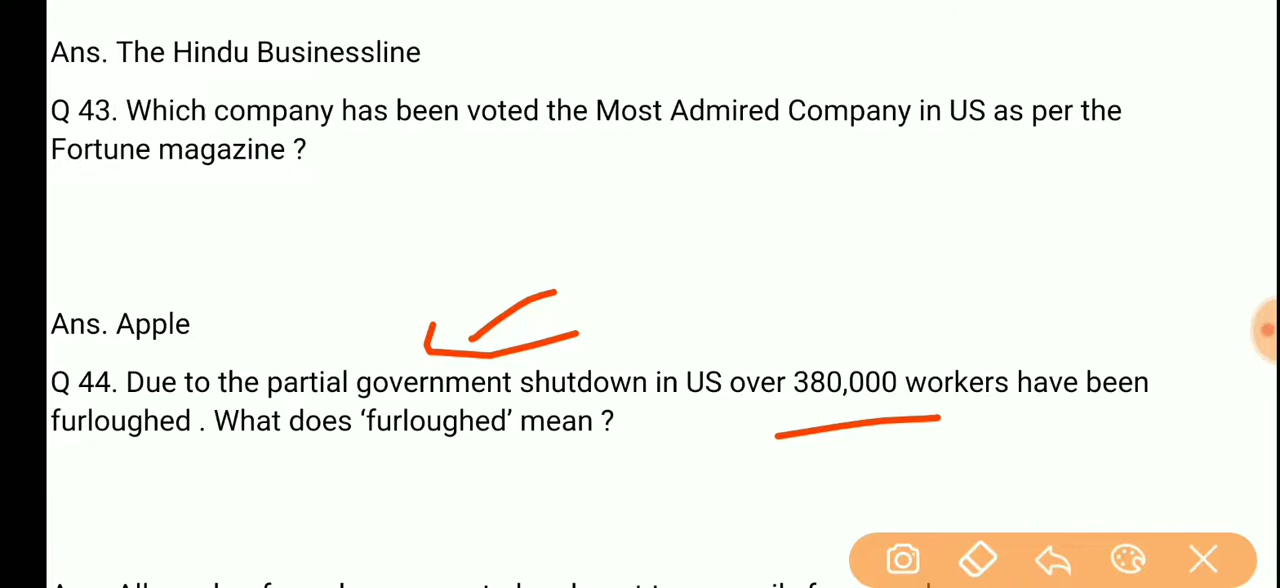 Ans. The Hindu Businessline
Q 43. Which company has been voted the Most Admired Company in US as per the
Fortune magazine ?
Ans. Apple
Q 44. Due to the partial government shutdown in US over 380,000 workers have been
furloughed . What does ‘furloughed’ mean ?